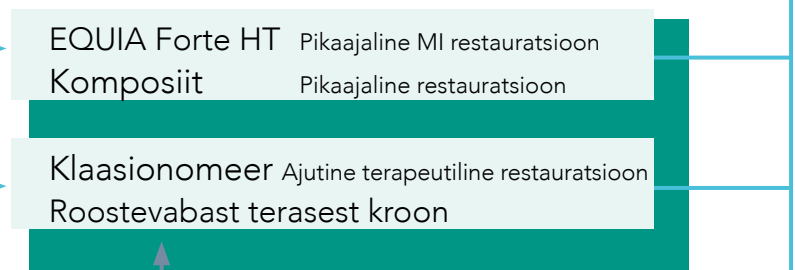 EQUIA Forte HT Pikaajaline MI restauratsioon
Komposiit Pikaajaline restauratsioon
Klaasionomeer Ajutine terapeutiline restauratsioon
Roostevabast terasest kroon